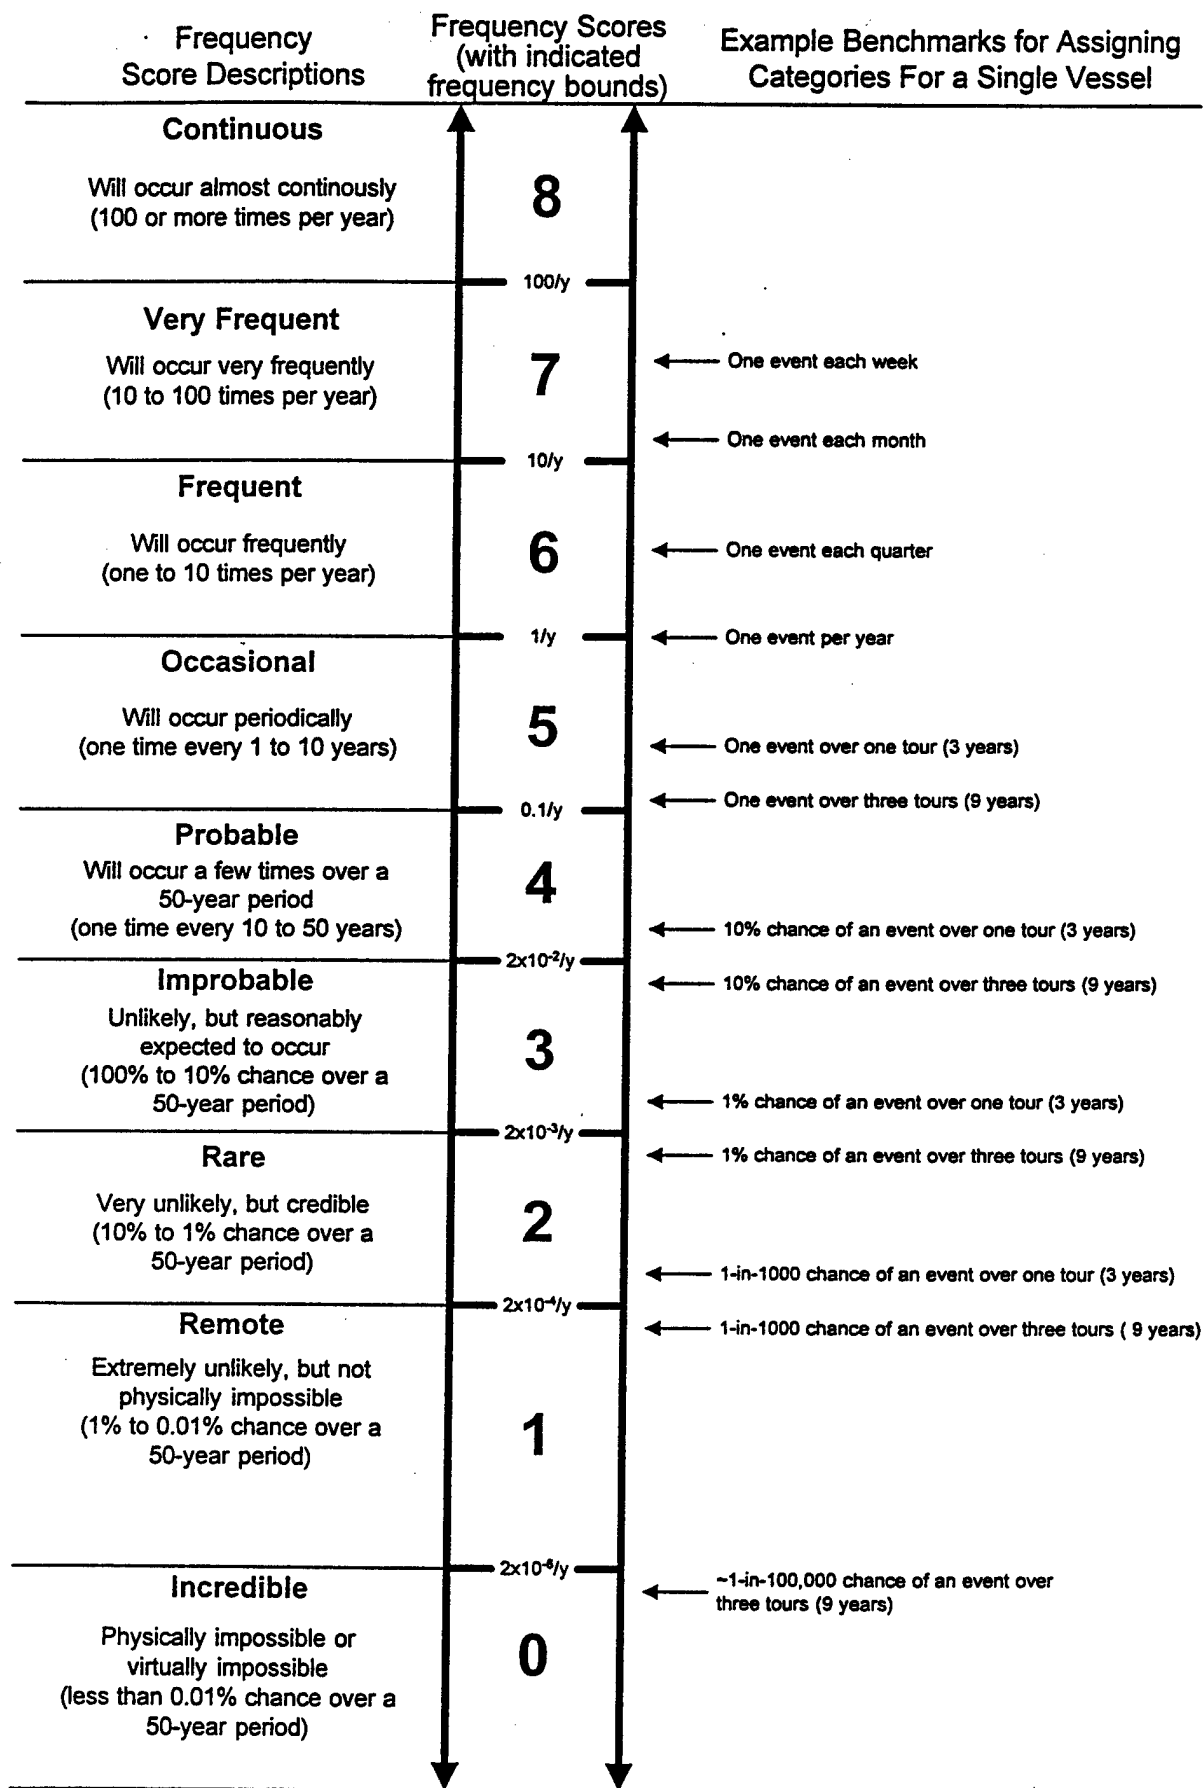 Frequency
Score Descriptions
Frequency Scores
(with indicated
frequency bounds)
Example Benchmarks for Assigning
Categories For a Single Vessel
Continuous
Will occur almost continously
(100 or more times per year)
8
100/y
Very Frequent
Will occur very frequently
(10 to 100 times per year)
7
One event each week
One event each month
10/y
Frequent
Will occur frequently
(one to 10 times per year)
6
One event each quarter
1/y
One event per year
Occasional
Will occur periodically
(one time every 1 to 10 years)
5
One event over one tour (3 years)
One event over three tours (9 years)
0.1/y
Probable
Will occur a few times over a
50-year period
(one time every 10 to 50 years)
4
10% chance of an event over one tour (3 years)
2x10⁻²/y
Improbable
10% chance of an event over three tours (9 years)
Unlikely, but reasonably
expected to occur
(100% to 10% chance over a
50-year period)
3
1% chance of an event over one tour (3 years)
2x10⁻³/y
Rare
1% chance of an event over three tours (9 years)
Very unlikely, but credible
(10% to 1% chance over a
50-year period)
2
1-in-1000 chance of an event over one tour (3 years)
2x10⁻⁴/y
Remote
1-in-1000 chance of an event over three tours ( 9 years)
Extremely unlikely, but not
physically impossible
(1% to 0.01% chance over a
50-year period)
1
2x10⁻⁶/y
Incredible
~1-in-100,000 chance of an event over
three tours (9 years)
Physically impossible or
virtually impossible
(less than 0.01% chance over a
50-year period)
0